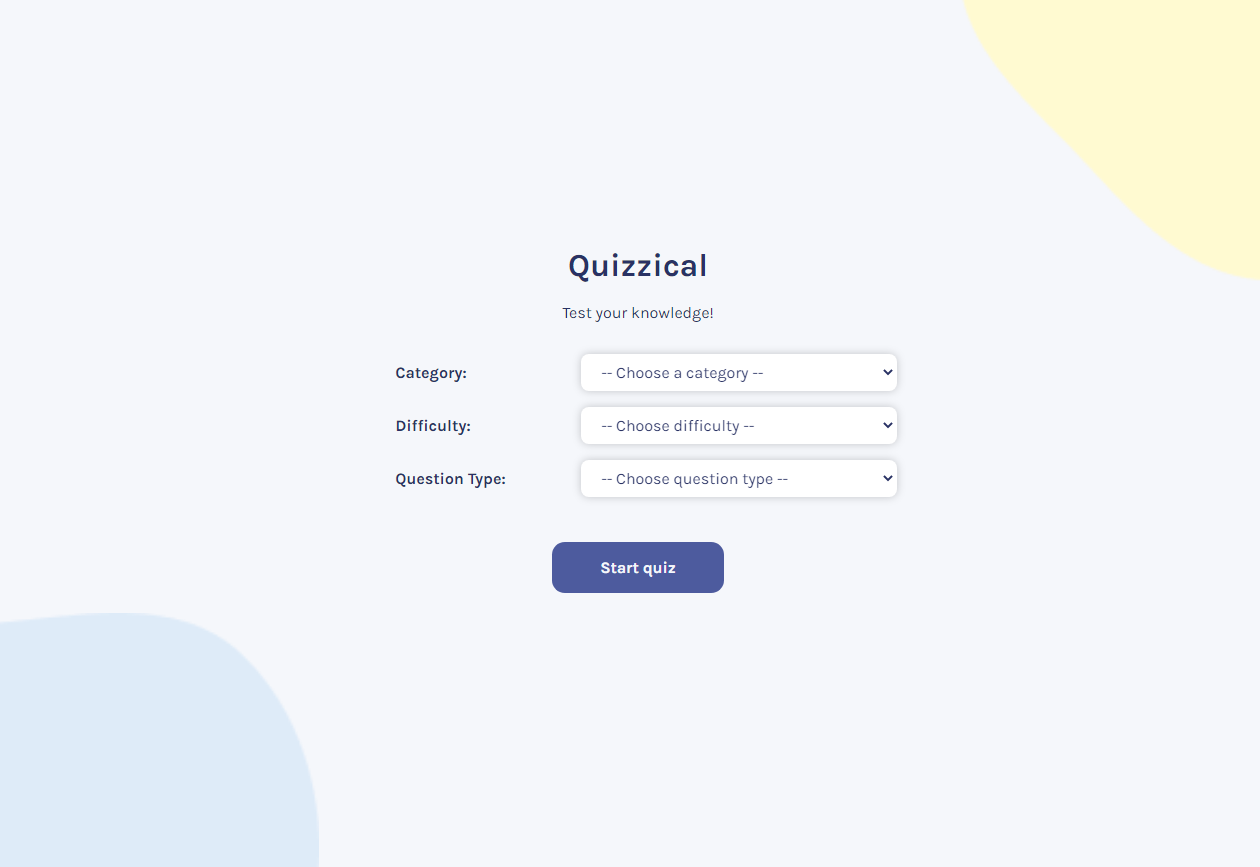 Quizzical
Test your knowledge!
Category: -- Choose a category --
Difficulty: -- Choose difficulty --
Question Type: -- Choose question type --
Start quiz